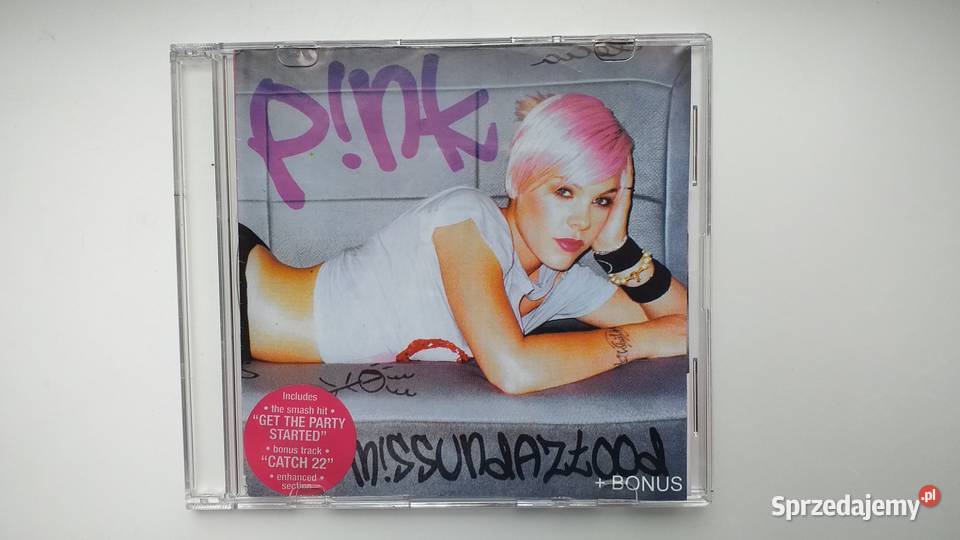 P!nk
Includes
• the smash hit •
"GET THE PARTY
STARTED"
• bonus track •
"CATCH 22"
• enhanced
section
m!ssundaztood
+ BONUS
Sprzedajemy.pl